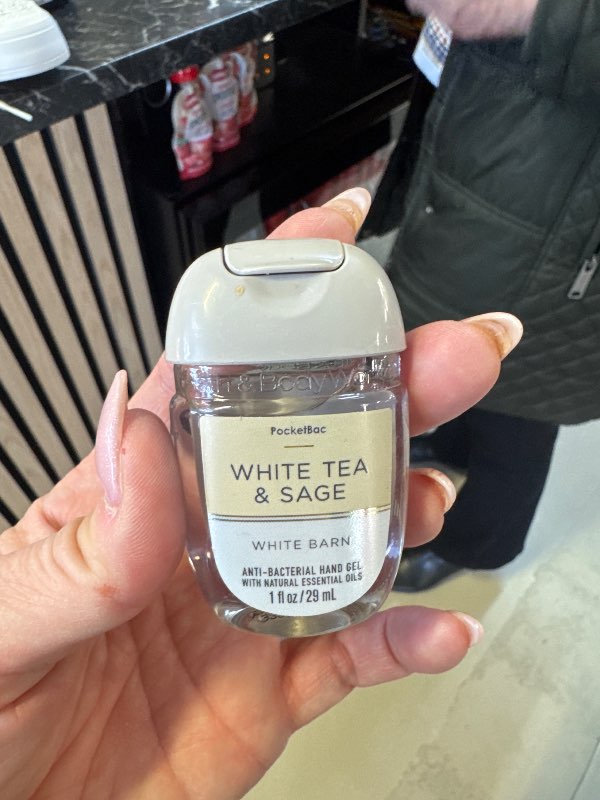 PocketBac
WHITE TEA
& SAGE
WHITE BARN
ANTI-BACTERIAL HAND GEL
WITH NATURAL ESSENTIAL OILS
1 fl oz/29 mL